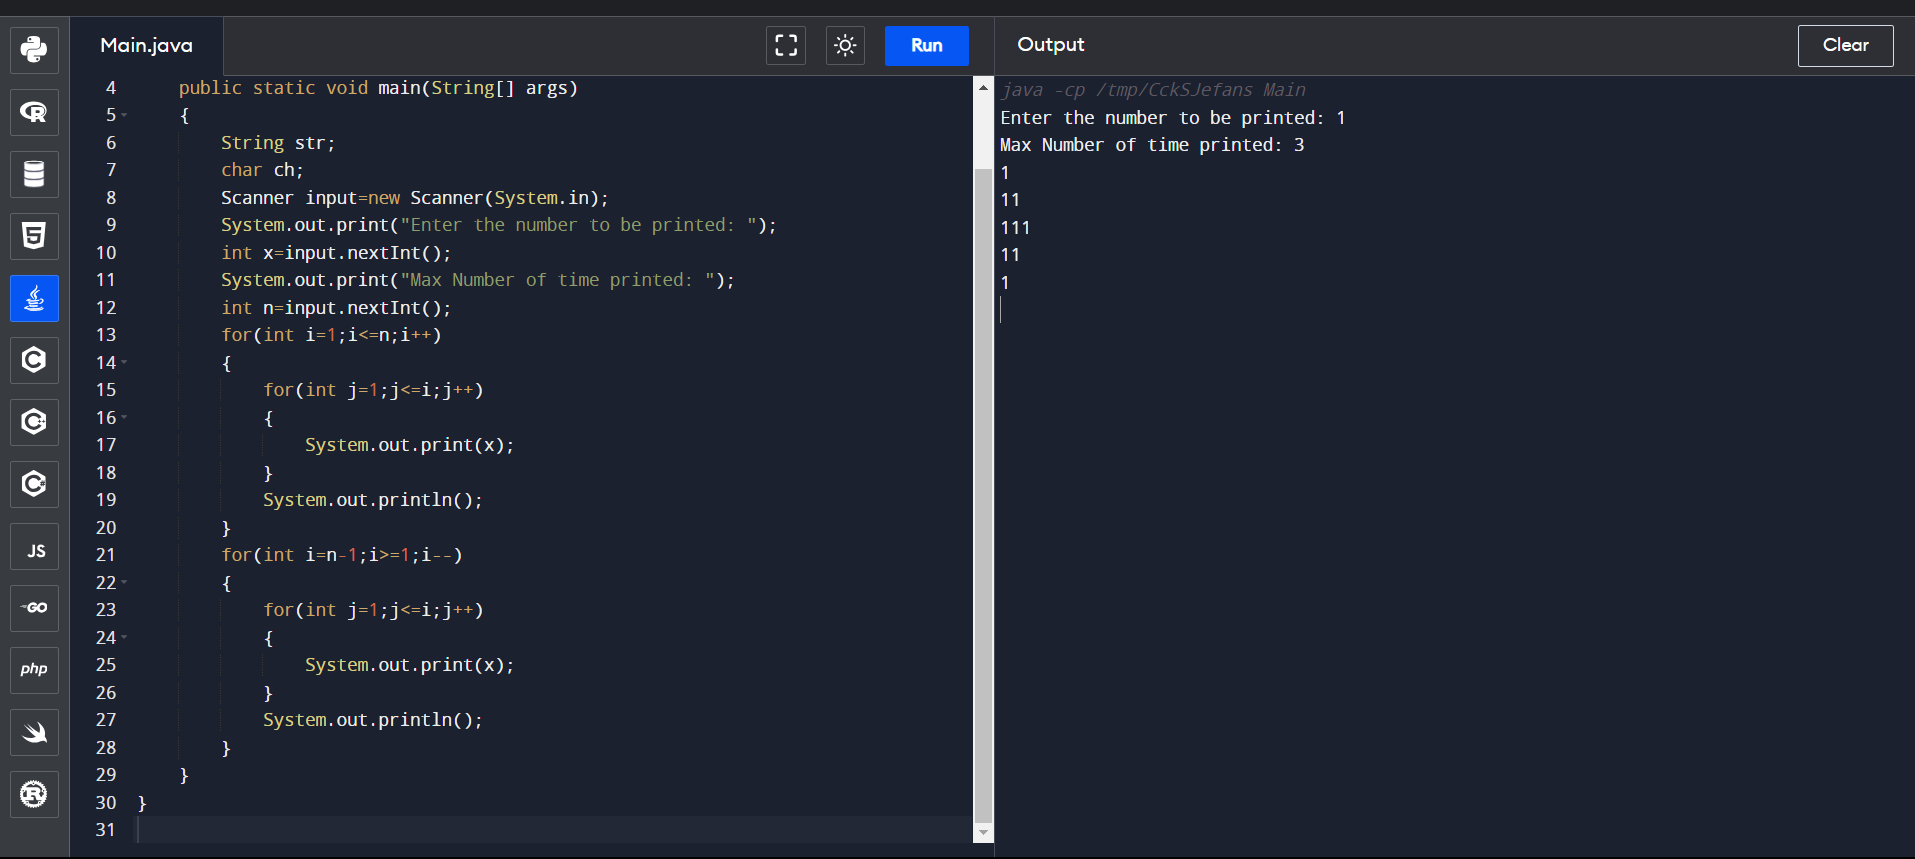 Main.java
Run
Output
Clear
4 public static void main(String[] args)
5 {
6 String str;
7 char ch;
8 Scanner input=new Scanner(System.in);
9 System.out.print("Enter the number to be printed: ");
10 int x=input.nextInt();
11 System.out.print("Max Number of time printed: ");
12 int n=input.nextInt();
13 for(int i=1;i<=n;i++)
14 {
15 for(int j=1;j<=i;j++)
16 {
17 System.out.print(x);
18 }
19 System.out.println();
20 }
21 for(int i=n-1;i>=1;i--)
22 {
23 for(int j=1;j<=i;j++)
24 {
25 System.out.print(x);
26 }
27 System.out.println();
28 }
29 }
30 }
31
java -cp /tmp/CckSJefans Main
Enter the number to be printed: 1
Max Number of time printed: 3
1
11
111
11
1
R
5
C
C++
C#
JS
GO
php
R